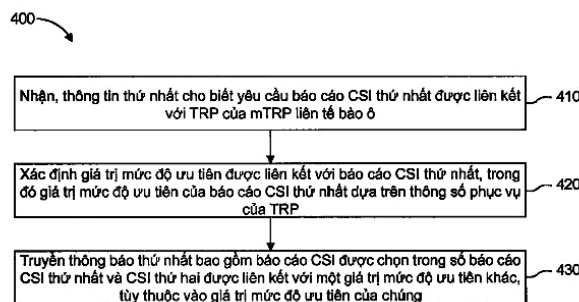 400
Nhận, thông tin thứ nhất cho biết yêu cầu báo cáo CSI thứ nhất được liên kết
với TRP của mTRP liên tế bào ô
410
Xác định giá trị mức độ ưu tiên được liên kết với báo cáo CSI thứ nhất, trong
đó giá trị mức độ ưu tiên của báo cáo CSI thứ nhất dựa trên thông số phục vụ
của TRP
420
Truyền thông báo thứ nhất bao gồm báo cáo CSI được chọn trong số báo cáo
CSI thứ nhất và CSI thứ hai được liên kết với một giá trị mức độ ưu tiên khác,
tùy thuộc vào giá trị mức độ ưu tiên của chúng
430